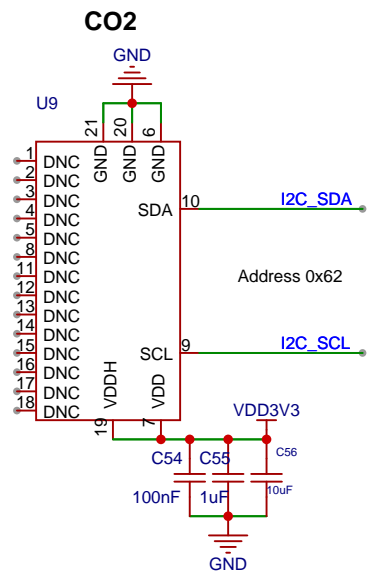 CO2
GND
U9
21 20 6
GND GND GND
1 DNC
2 DNC
3 DNC
4 DNC
5 DNC
8 DNC
11 DNC
12 DNC
13 DNC
14 DNC
15 DNC
16 DNC
17 DNC
18 DNC
SDA 10 I2C_SDA
Address 0x62
SCL 9 I2C_SCL
VDDH VDD
19 7
VDD3V3
C54 C55 C56
100nF 1uF 10uF
GND